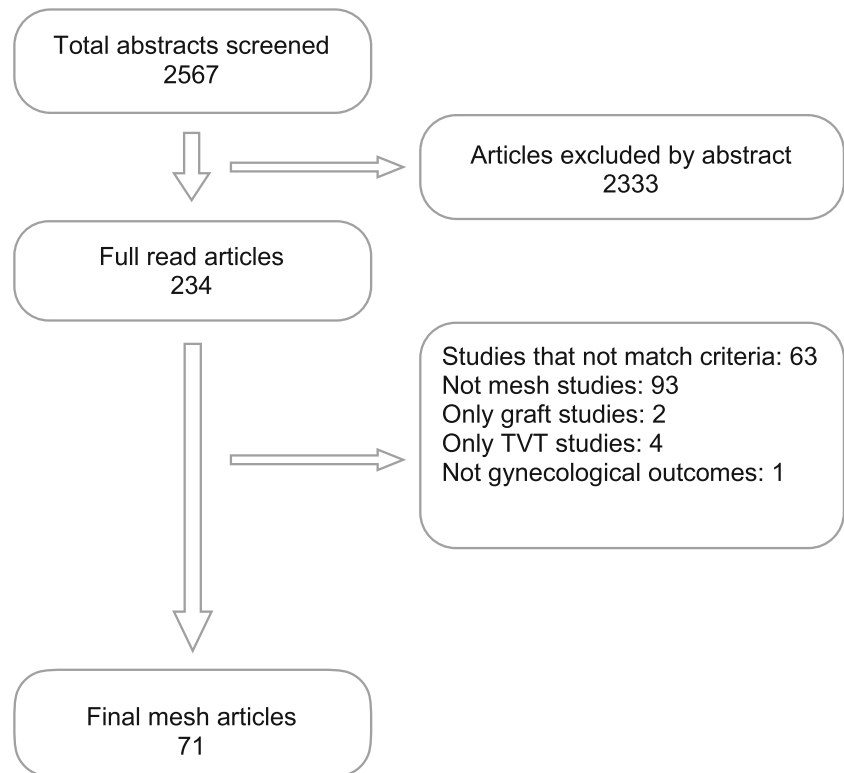 Total abstracts screened
2567
Articles excluded by abstract
2333
Full read articles
234
Studies that not match criteria: 63
Not mesh studies: 93
Only graft studies: 2
Only TVT studies: 4
Not gynecological outcomes: 1
Final mesh articles
71